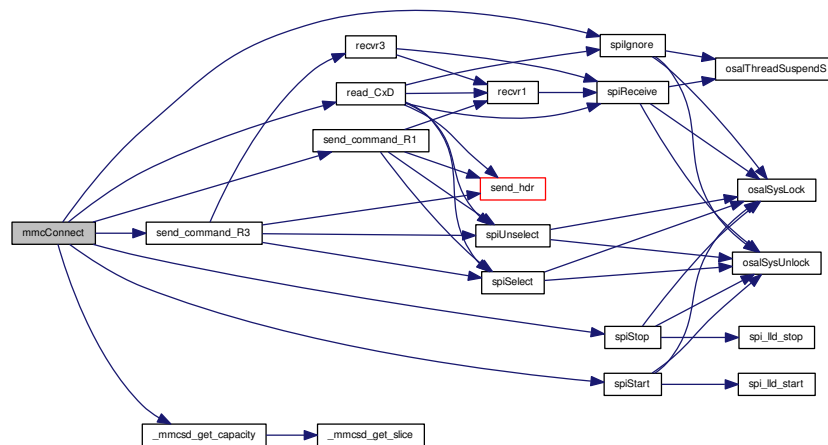 spiIgnore
recvr3
osalThreadSuspendS
read_CxD
recvr1
spiReceive
send_command_R1
send_hdr
osalSysLock
mmcConnect
send_command_R3
spiUnselect
osalSysUnlock
spiSelect
spiStop
spi_lld_stop
spiStart
spi_lld_start
_mmcsd_get_capacity
_mmcsd_get_slice